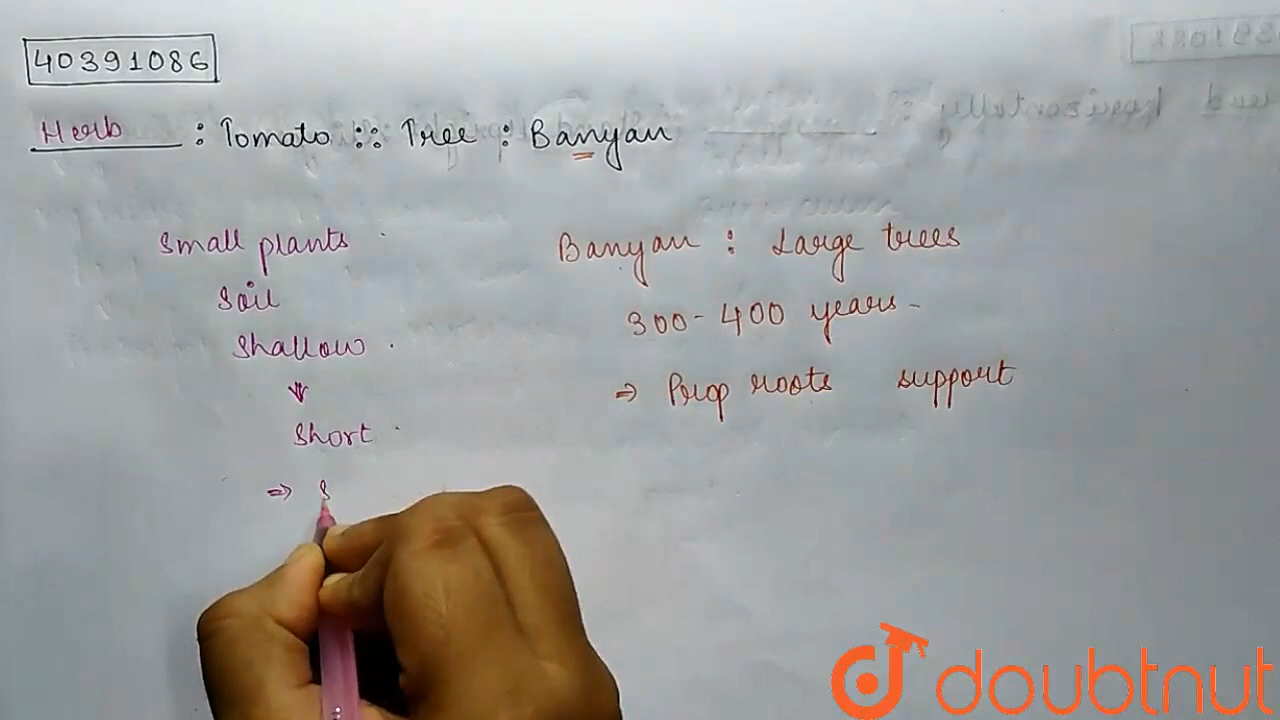 40391086
Herb : Tomato :: Tree : Banyan
Small plants
Soil
Shallow
Short
⇒ S
Banyan : Large trees
300-400 years
⇒ Prop roots support
doubtnut